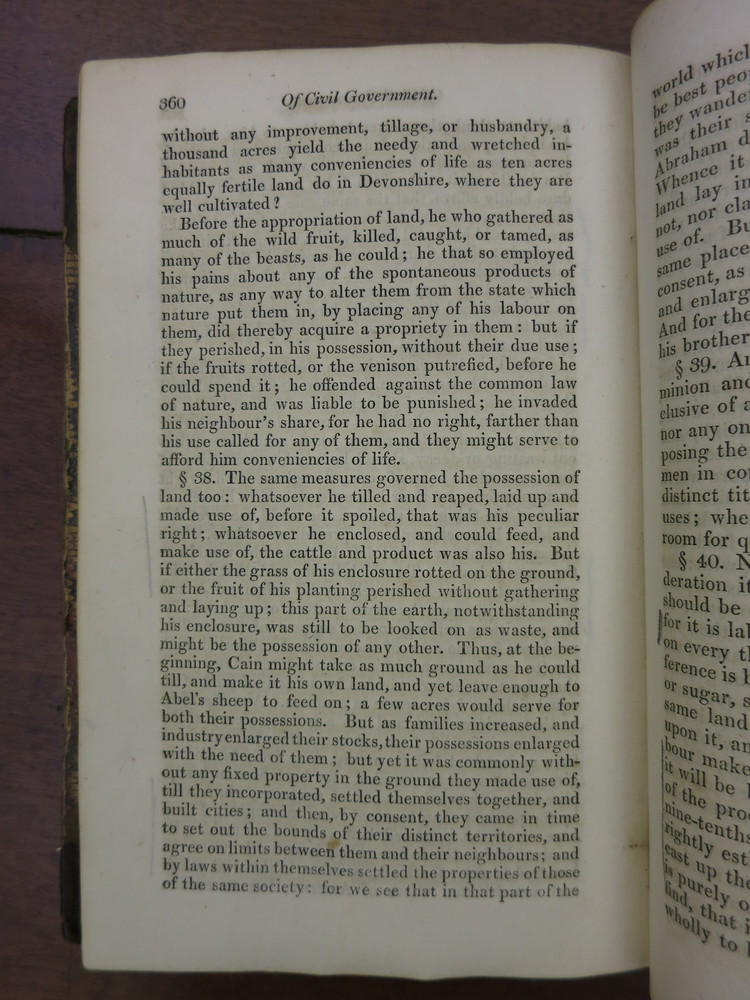 360
Of Civil Government.
without any improvement, tillage, or husbandry, a
thousand acres yield the needy and wretched in-
habitants as many conveniencies of life as ten acres
equally fertile land do in Devonshire, where they are
well cultivated?
Before the appropriation of land, he who gathered as
much of the wild fruit, killed, caught, or tamed, as
many of the beasts, as he could; he that so employed
his pains about any of the spontaneous products of
nature, as any way to alter them from the state which
nature put them in, by placing any of his labour on
them, did thereby acquire a propriety in them: but if
they perished, in his possession, without their due use;
if the fruits rotted, or the venison putrefied, before he
could spend it; he offended against the common law
of nature, and was liable to be punished; he invaded
his neighbour's share, for he had no right, farther than
his use called for any of them, and they might serve to
afford him conveniencies of life.
§ 38. The same measures governed the possession of
land too: whatsoever he tilled and reaped, laid up and
made use of, before it spoiled, that was his peculiar
right; whatsoever he enclosed, and could feed, and
make use of, the cattle and product was also his. But
if either the grass of his enclosure rotted on the ground,
or the fruit of his planting perished without gathering
and laying up; this part of the earth, notwithstanding
his enclosure, was still to be looked on as waste, and
might be the possession of any other. Thus, at the be-
ginning, Cain might take as much ground as he could
till, and make it his own land, and yet leave enough to
Abel's sheep to feed on; a few acres would serve for
both their possessions. But as families increased, and
industry enlarged their stocks, their possessions enlarged
with the need of them; but yet it was commonly with-
out any fixed property in the ground they made use of,
till they incorporated, settled themselves together, and
built cities; and then, by consent, they came in time
to set out the bounds of their distinct territories, and
agree on limits between them and their neighbours; and
by laws within themselves settled the properties of those
of the same society: for we see that in that part of the
world which
be best peo
they wande
was their
Abraham d
Whence it
land lay in
not, nor cla
use of. Bu
same place
consent, as
and enlarg
And for the
his brother
§ 39. A
minion and
clusive of a
nor any on
posing the
men in co
distinct tit
uses; whe
room for q
§ 40. N
deration it
should be
for it is la
on every t
ference is b
or sugar, s
same land
upon it, an
bour make
it will be
of the pro
nine-tenths
rightly est
cast up the
is purely o
find, that i
wholly to